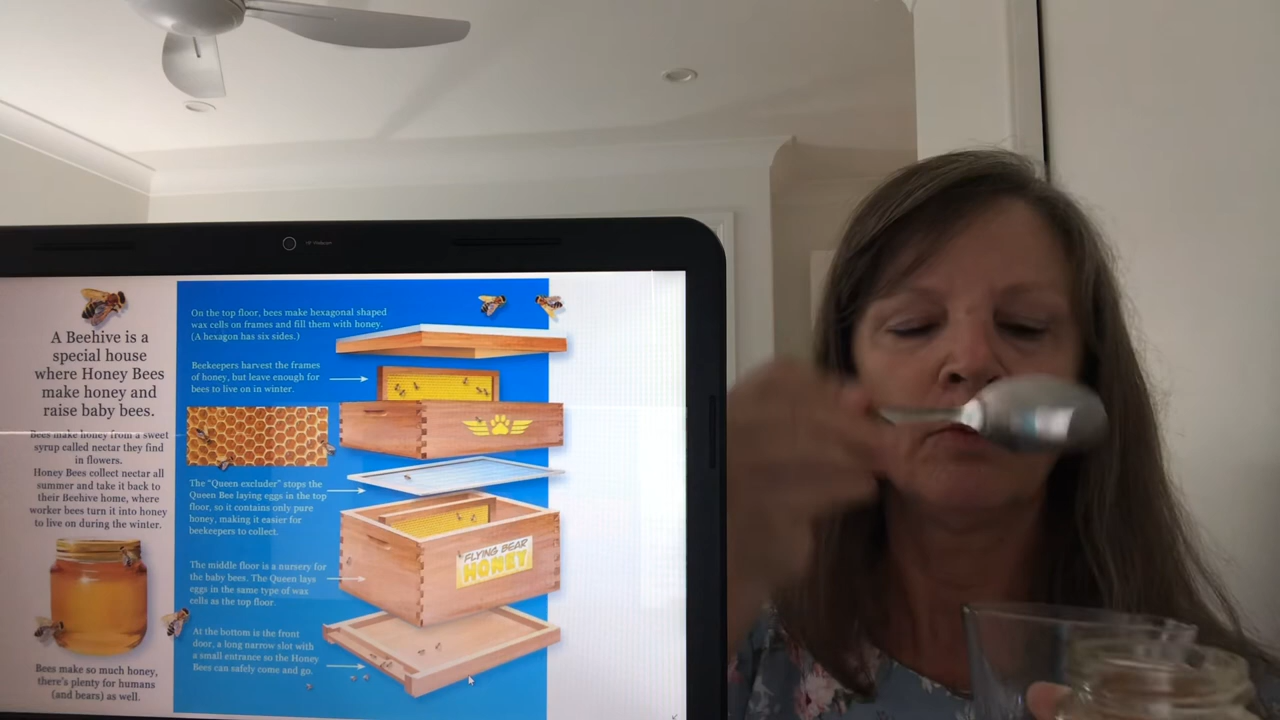 A Beehive is a
special house
where Honey Bees
make honey and
raise baby bees.
Bees make honey from a sweet
syrup called nectar they find
in flowers.
Honey Bees collect nectar all
summer and take it back to
their Beehive home, where
worker bees turn it into honey
to live on during the winter.
Bees make so much honey,
there's plenty for humans
(and bears) as well.
On the top floor, bees make hexagonal shaped
wax cells on frames and fill them with honey.
(A hexagon has six sides.)
Beekeepers harvest the frames
of honey, but leave enough for
bees to live on in winter.
The "Queen excluder" stops the
Queen Bee laying eggs in the top
floor, so it contains only pure
honey, making it easier for
beekeepers to collect.
The middle floor is a nursery for
the baby bees. The Queen lays
eggs in the same type of wax
cells as the top floor.
At the bottom is the front
door, a long narrow slot with
a small entrance so the Honey
Bees can safely come and go.
FLYING BEAR
HONEY